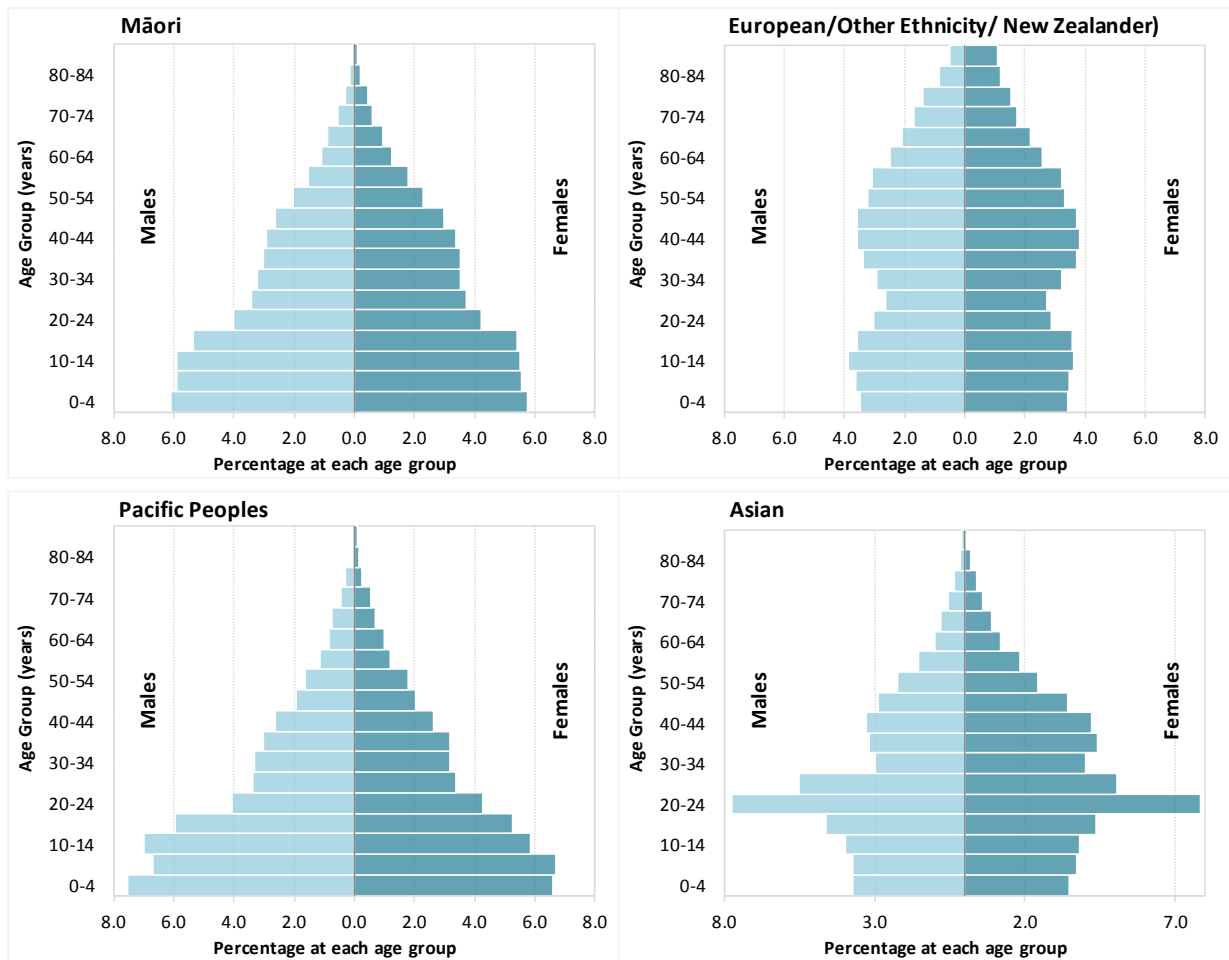 Māori
80-84
70-74
60-64
50-54
40-44
30-34
20-24
10-14
0-4
Age Group (years)
Males
Females
8.0 6.0 4.0 2.0 0.0 2.0 4.0 6.0 8.0
Percentage at each age group
European/Other Ethnicity/ New Zealander)
80-84
70-74
60-64
50-54
40-44
30-34
20-24
10-14
0-4
Age Group (years)
Males
Females
8.0 6.0 4.0 2.0 0.0 2.0 4.0 6.0 8.0
Percentage at each age group
Pacific Peoples
80-84
70-74
60-64
50-54
40-44
30-34
20-24
10-14
0-4
Age Group (years)
Males
Females
8.0 6.0 4.0 2.0 0.0 2.0 4.0 6.0 8.0
Percentage at each age group
Asian
80-84
70-74
60-64
50-54
40-44
30-34
20-24
10-14
0-4
Age Group (years)
Males
Females
8.0 3.0 2.0 7.0
Percentage at each age group